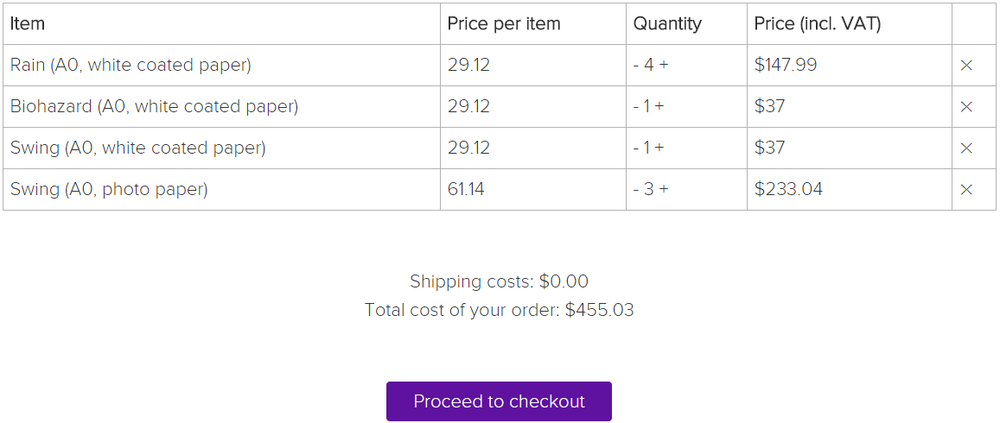 Item Price per item Quantity Price (incl. VAT)
Rain (A0, white coated paper) 29.12 - 4 + $147.99 ×
Biohazard (A0, white coated paper) 29.12 - 1 + $37 ×
Swing (A0, white coated paper) 29.12 - 1 + $37 ×
Swing (A0, photo paper) 61.14 - 3 + $233.04 ×
Shipping costs: $0.00
Total cost of your order: $455.03
Proceed to checkout